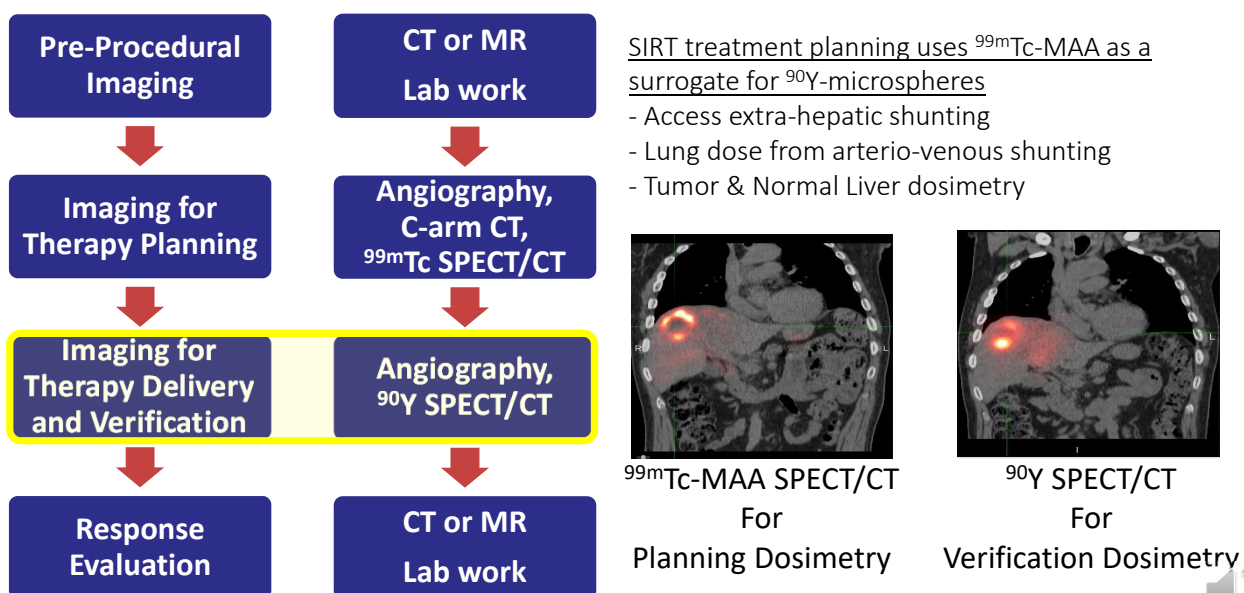 Pre-Procedural
Imaging
CT or MR
Lab work
Imaging for
Therapy Planning
Angiography,
C-arm CT,
⁹⁹ᵐTc SPECT/CT
Imaging for
Therapy Delivery
and Verification
Angiography,
⁹⁰Y SPECT/CT
Response
Evaluation
CT or MR
Lab work
SIRT treatment planning uses ⁹⁹ᵐTc-MAA as a
surrogate for ⁹⁰Y-microspheres
- Access extra-hepatic shunting
- Lung dose from arterio-venous shunting
- Tumor & Normal Liver dosimetry
R
L
L
I
⁹⁹ᵐTc-MAA SPECT/CT
For
Planning Dosimetry
⁹⁰Y SPECT/CT
For
Verification Dosimetry